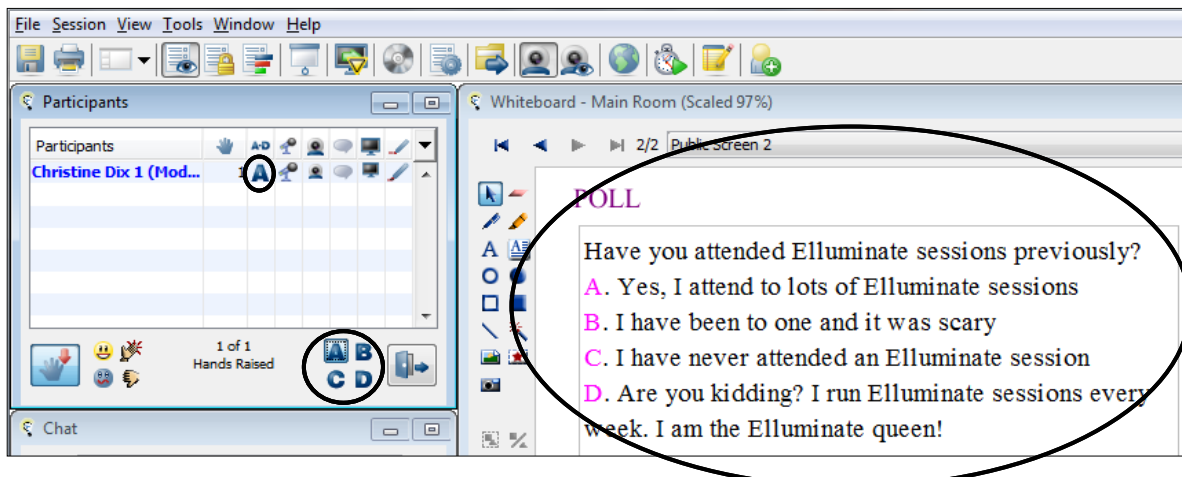 File Session View Tools Window Help
Participants
Participants A-D
Christine Dix 1 (Mod... 1 A
1 of 1
Hands Raised
A B
C D
Chat
Whiteboard - Main Room (Scaled 97%)
2/2 Public Screen 2
A A
POLL
Have you attended Elluminate sessions previously?
A. Yes, I attend to lots of Elluminate sessions
B. I have been to one and it was scary
C. I have never attended an Elluminate session
D. Are you kidding? I run Elluminate sessions every
week. I am the Elluminate queen!